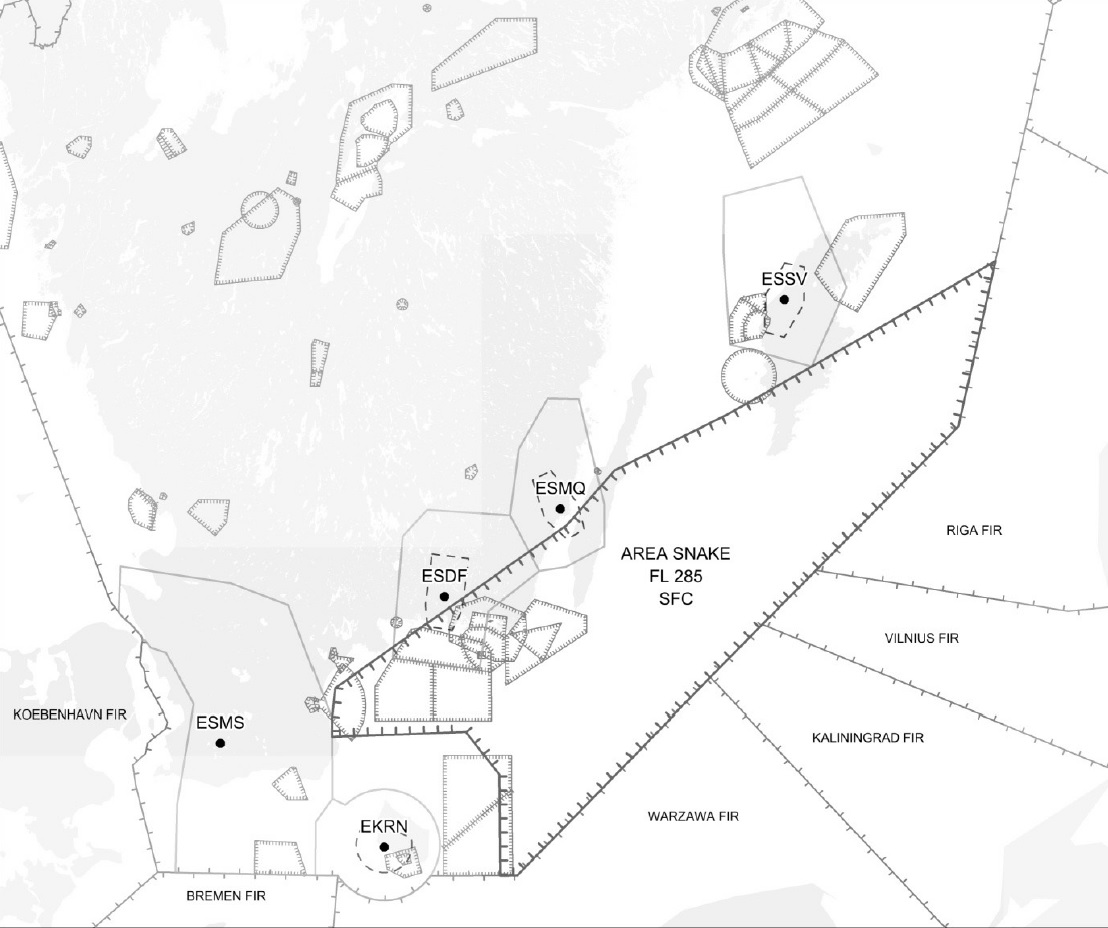 ESSV
ESMQ
RIGA FIR
AREA SNAKE
FL 285
SFC
ESDF
VILNIUS FIR
KOEBENHAVN FIR
ESMS
KALININGRAD FIR
WARZAWA FIR
EKRN
BREMEN FIR